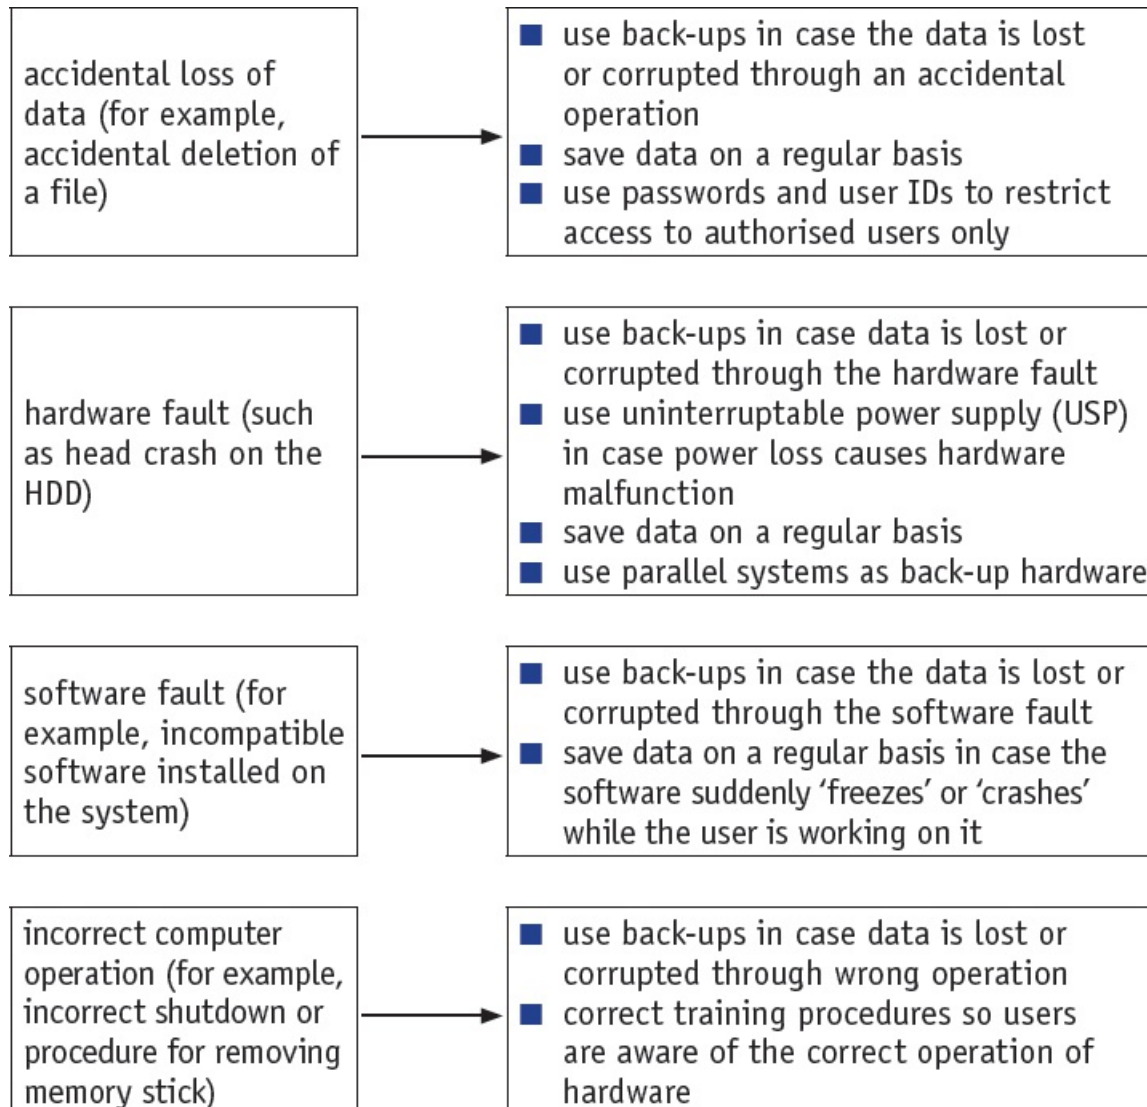 accidental loss of
data (for example,
accidental deletion of
a file)
■ use back-ups in case the data is lost
or corrupted through an accidental
operation
■ save data on a regular basis
■ use passwords and user IDs to restrict
access to authorised users only
hardware fault (such
as head crash on the
HDD)
■ use back-ups in case data is lost or
corrupted through the hardware fault
■ use uninterruptable power supply (USP)
in case power loss causes hardware
malfunction
■ save data on a regular basis
■ use parallel systems as back-up hardware
software fault (for
example, incompatible
software installed on
the system)
■ use back-ups in case the data is lost or
corrupted through the software fault
■ save data on a regular basis in case the
software suddenly ‘freezes’ or ‘crashes’
while the user is working on it
incorrect computer
operation (for example,
incorrect shutdown or
procedure for removing
memory stick)
■ use back-ups in case data is lost or
corrupted through wrong operation
■ correct training procedures so users
are aware of the correct operation of
hardware